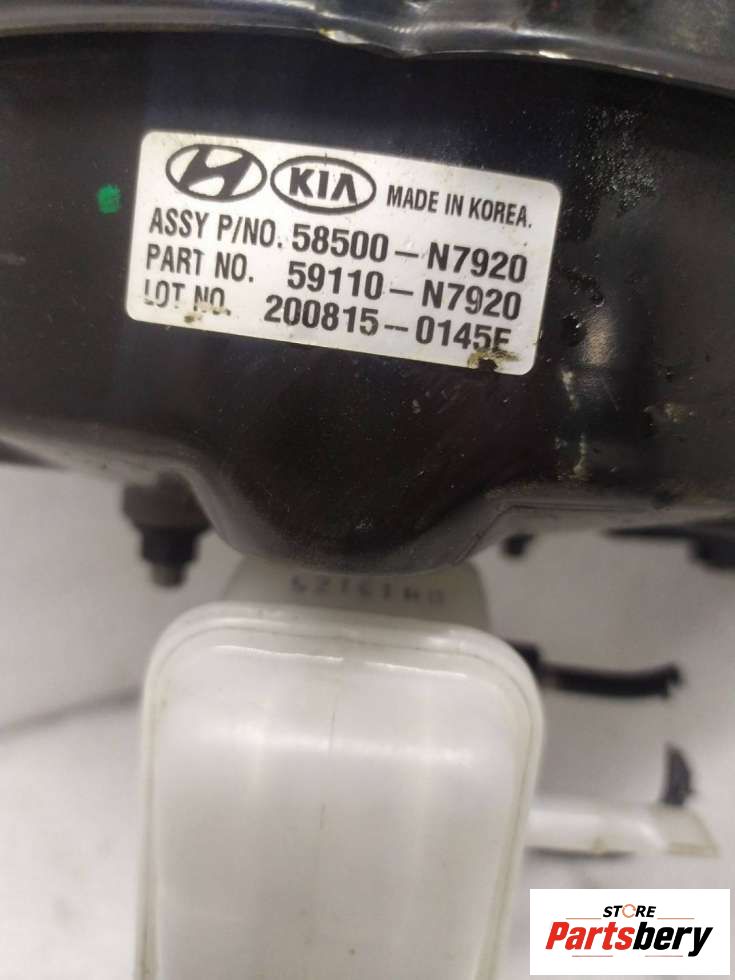 KIA MADE IN KOREA.
ASSY P/NO. 58500-N7920
PART NO. 59110-N7920
LOT NO. 200815-0145E
STORE
Partsbery